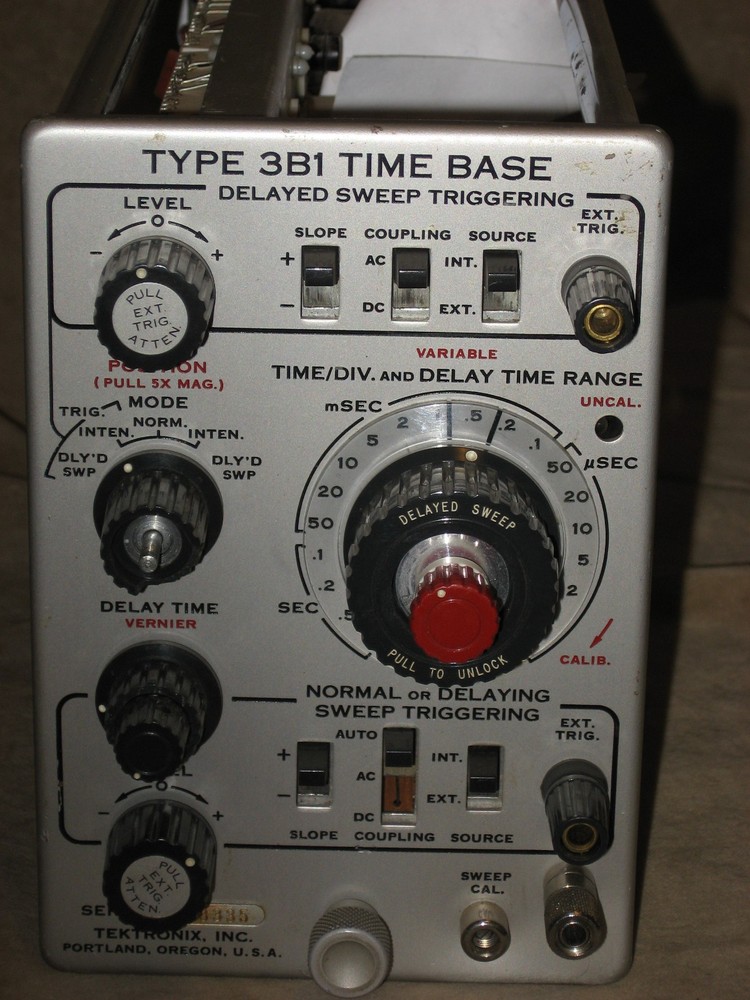 TYPE 3B1 TIME BASE
DELAYED SWEEP TRIGGERING
LEVEL
- O +
PULL
EXT.
TRIG.
ATTEN.
SLOPE COUPLING SOURCE
+ AC INT.
- DC EXT.
EXT.
TRIG.
(PULL 5X MAG.)
VARIABLE
TIME/DIV. AND DELAY TIME RANGE
UNCAL.
MODE
TRIG.
NORM.
INTEN. INTEN.
DLY'D
SWP
DLY'D
SWP
mSEC
50 20 10 5 2 .5 .2 .1
µSEC
50 20 10 5 2
SEC
.1 .2 .5
DELAYED SWEEP
PULL TO UNLOCK
CALIB.
DELAY TIME
VERNIER
NORMAL OR DELAYING
SWEEP TRIGGERING
- +
PULL
EXT
TRIG.
ATTEN.
AUTO
+ INT.
AC
- EXT.
DC
SLOPE COUPLING SOURCE
EXT.
TRIG.
SWEEP
CAL.
TEKTRONIX, INC.
PORTLAND, OREGON, U.S.A.